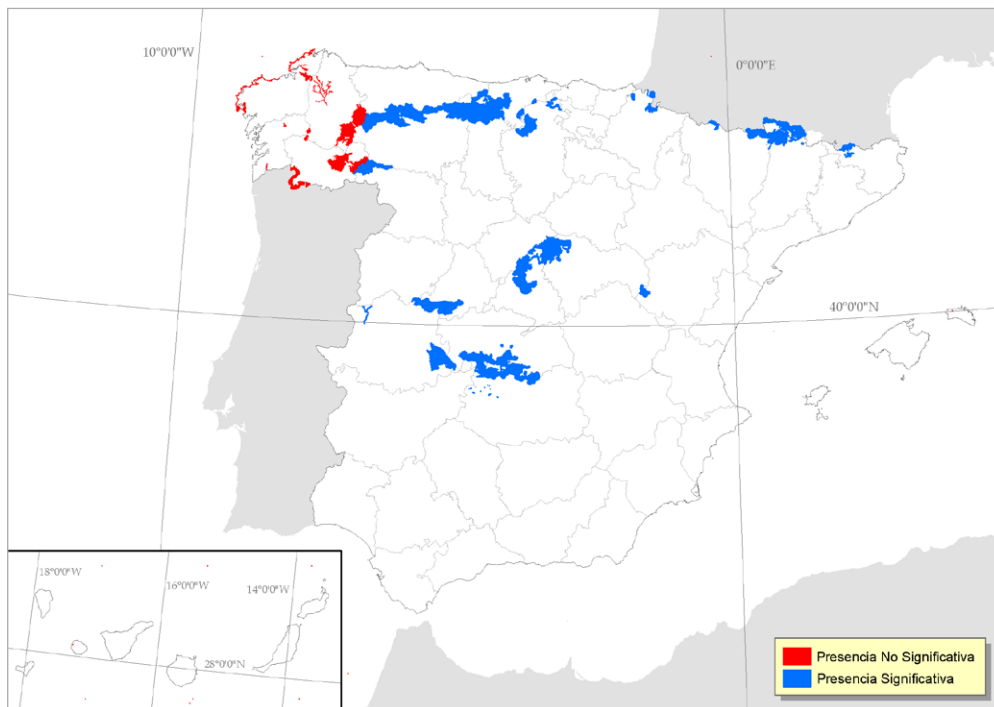 10°0'0"W
0°0'0"E
40°0'0"N
18°0'0"W
16°0'0"W
14°0'0"W
28°0'0"N
Presencia No Significativa
Presencia Significativa